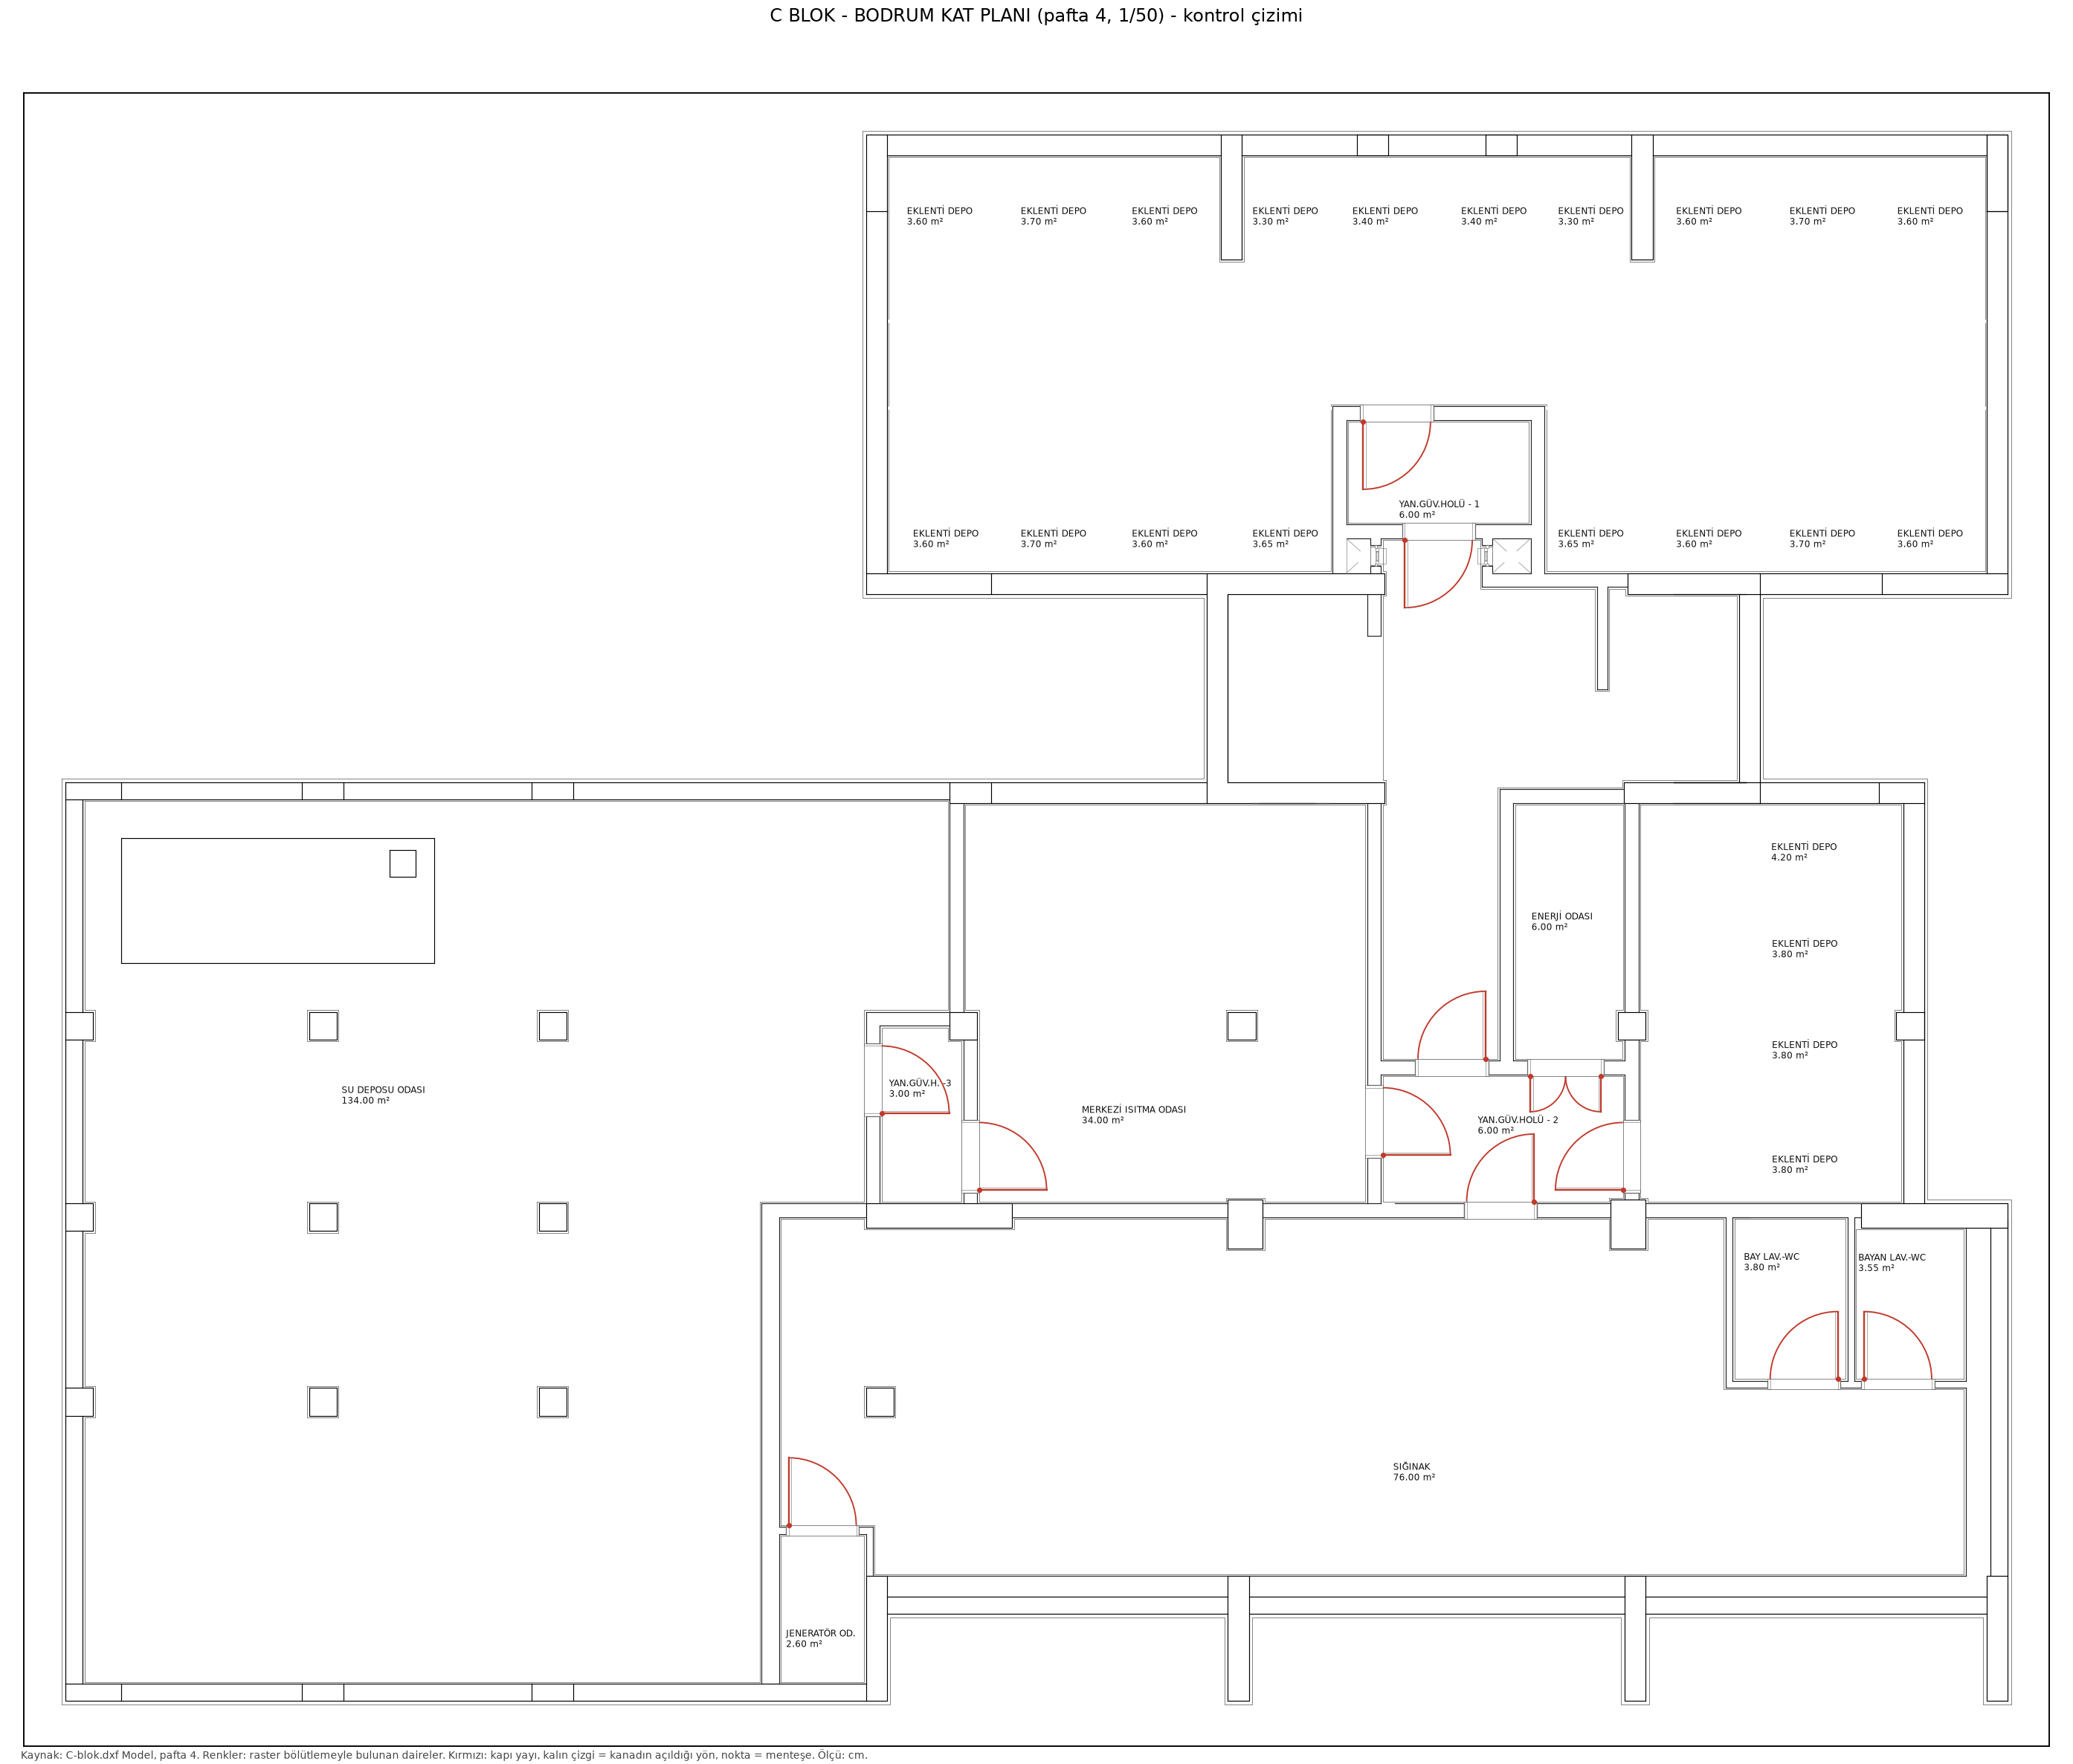 C BLOK - BODRUM KAT PLANI (pafta 4, 1/50) - kontrol çizimi
EKLENTİ DEPO
3.60 m²
EKLENTİ DEPO
3.70 m²
EKLENTİ DEPO
3.60 m²
EKLENTİ DEPO
3.30 m²
EKLENTİ DEPO
3.40 m²
EKLENTİ DEPO
3.40 m²
EKLENTİ DEPO
3.30 m²
EKLENTİ DEPO
3.60 m²
EKLENTİ DEPO
3.70 m²
EKLENTİ DEPO
3.60 m²
YAN.GÜV.HOLÜ - 1
6.00 m²
EKLENTİ DEPO
3.60 m²
EKLENTİ DEPO
3.70 m²
EKLENTİ DEPO
3.60 m²
EKLENTİ DEPO
3.65 m²
EKLENTİ DEPO
3.65 m²
EKLENTİ DEPO
3.60 m²
EKLENTİ DEPO
3.70 m²
EKLENTİ DEPO
3.60 m²
EKLENTİ DEPO
4.20 m²
ENERJİ ODASI
6.00 m²
EKLENTİ DEPO
3.80 m²
EKLENTİ DEPO
3.80 m²
SU DEPOSU ODASI
134.00 m²
YAN.GÜV.H. -3
3.00 m²
MERKEZİ ISITMA ODASI
34.00 m²
YAN.GÜV.HOLÜ - 2
6.00 m²
EKLENTİ DEPO
3.80 m²
BAY LAV.-WC
3.80 m²
BAYAN LAV.-WC
3.55 m²
SIĞINAK
76.00 m²
JENERATÖR OD.
2.60 m²
Kaynak: C-blok.dxf Model, pafta 4. Renkler: raster bölütlemeyle bulunan daireler. Kırmızı: kapı yayı, kalın çizgi = kanadın açıldığı yön, nokta = menteşe. Ölçü: cm.